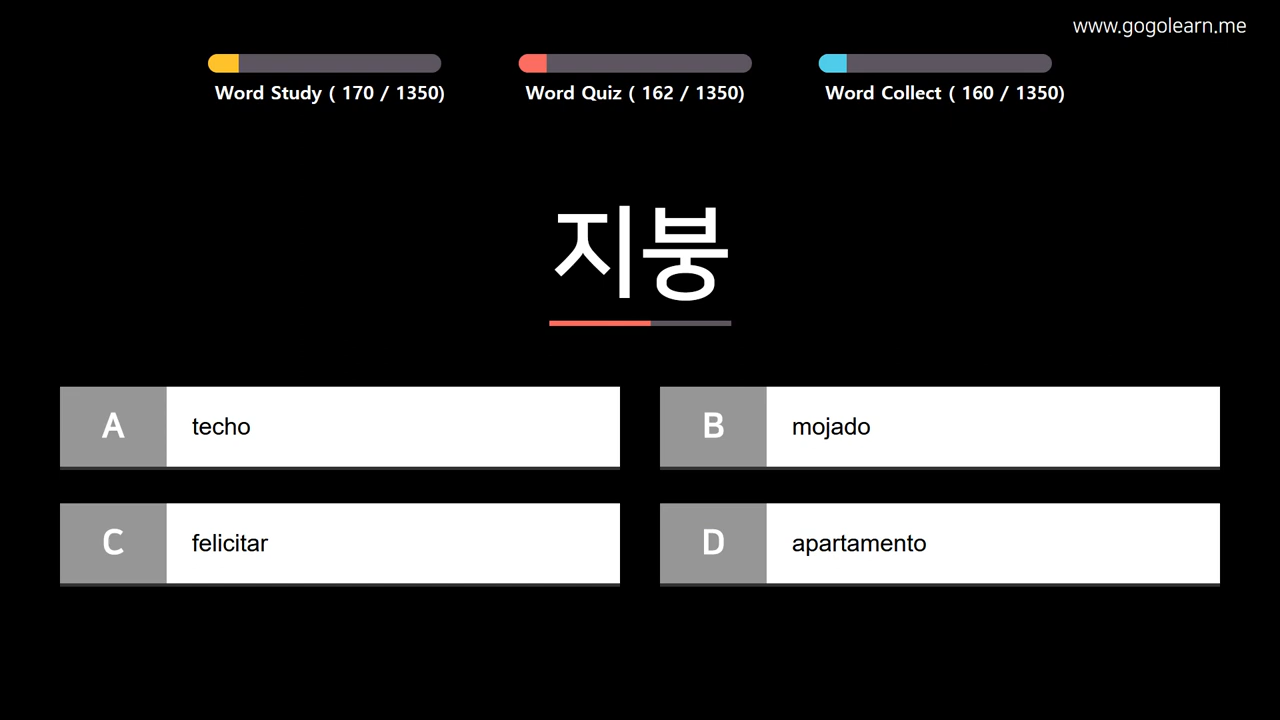 www.gogolearn.me
Word Study ( 170 / 1350)
Word Quiz ( 162 / 1350)
Word Collect ( 160 / 1350)
지붕
A techo
B mojado
C felicitar
D apartamento